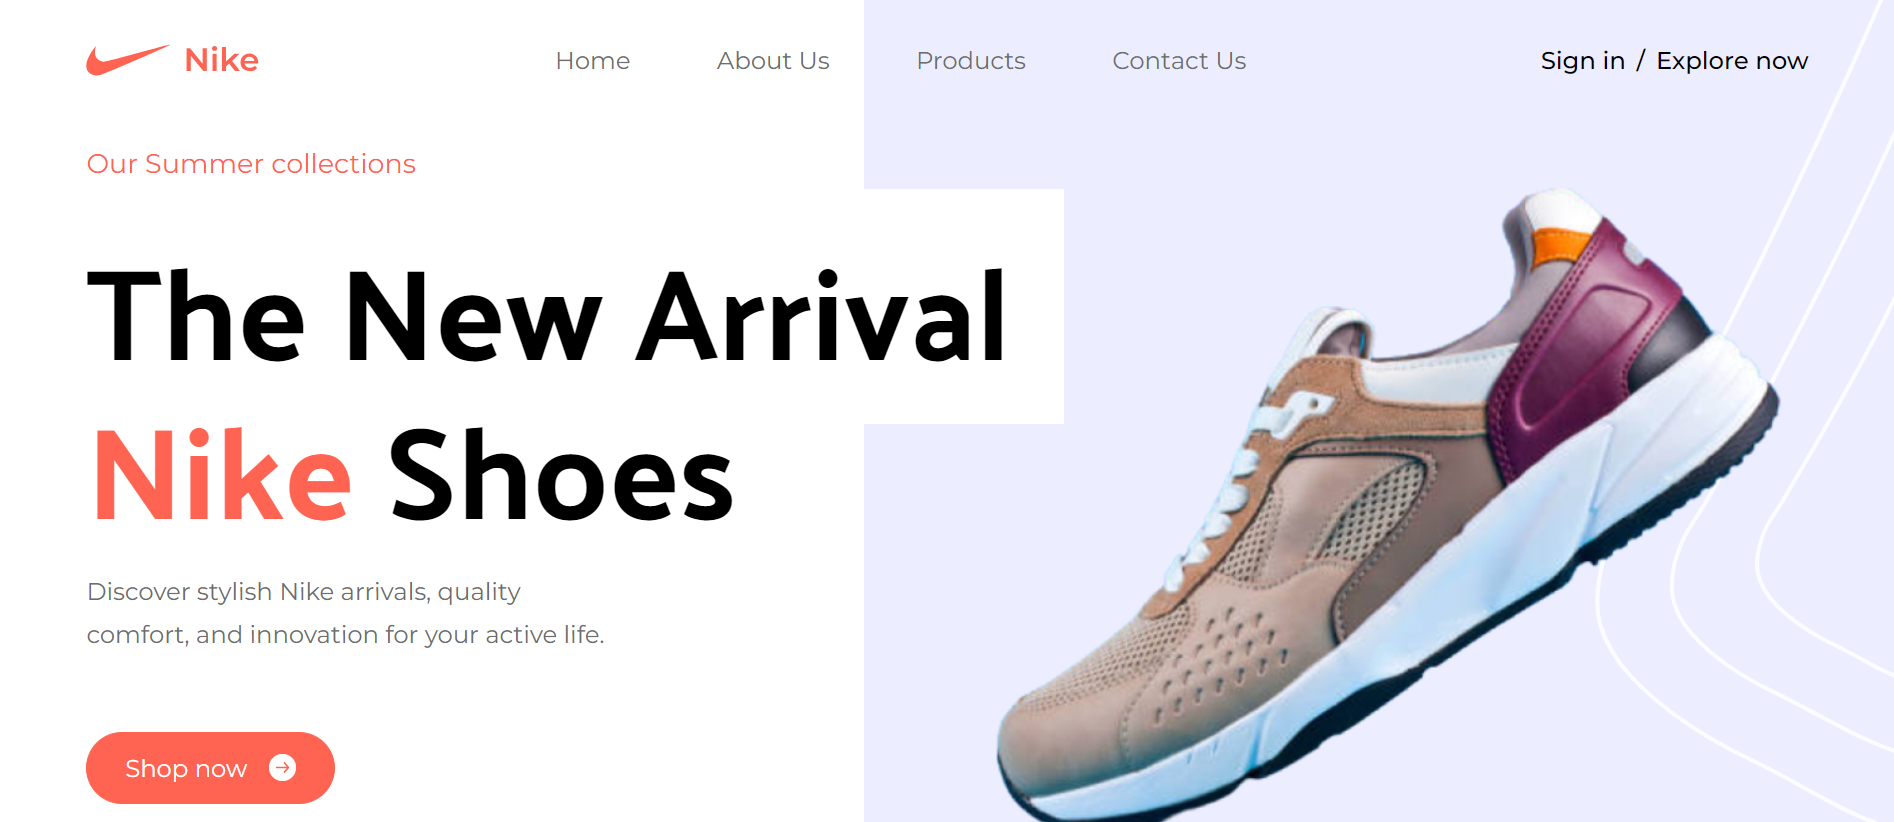 Nike
Home About Us Products Contact Us Sign in / Explore now
Our Summer collections
The New Arrival
Nike Shoes
Discover stylish Nike arrivals, quality
comfort, and innovation for your active life.
Shop now